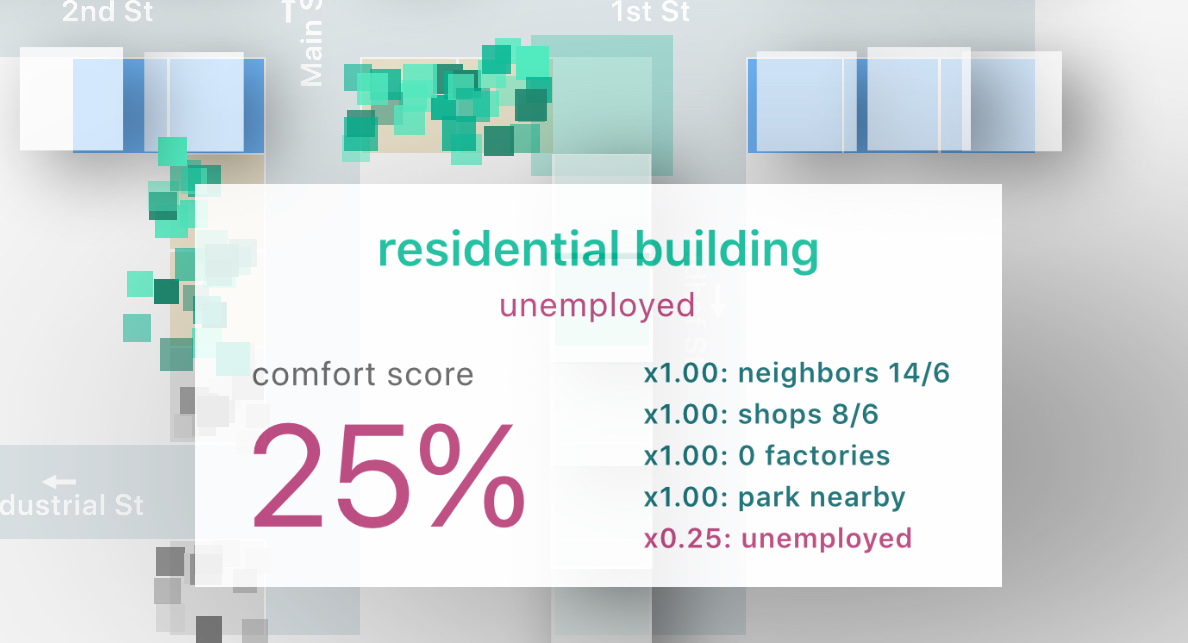 2nd St
Main S
1st St
residential building
unemployed
comfort score
25%
x1.00: neighbors 14/6
x1.00: shops 8/6
x1.00: 0 factories
x1.00: park nearby
x0.25: unemployed
dustrial St